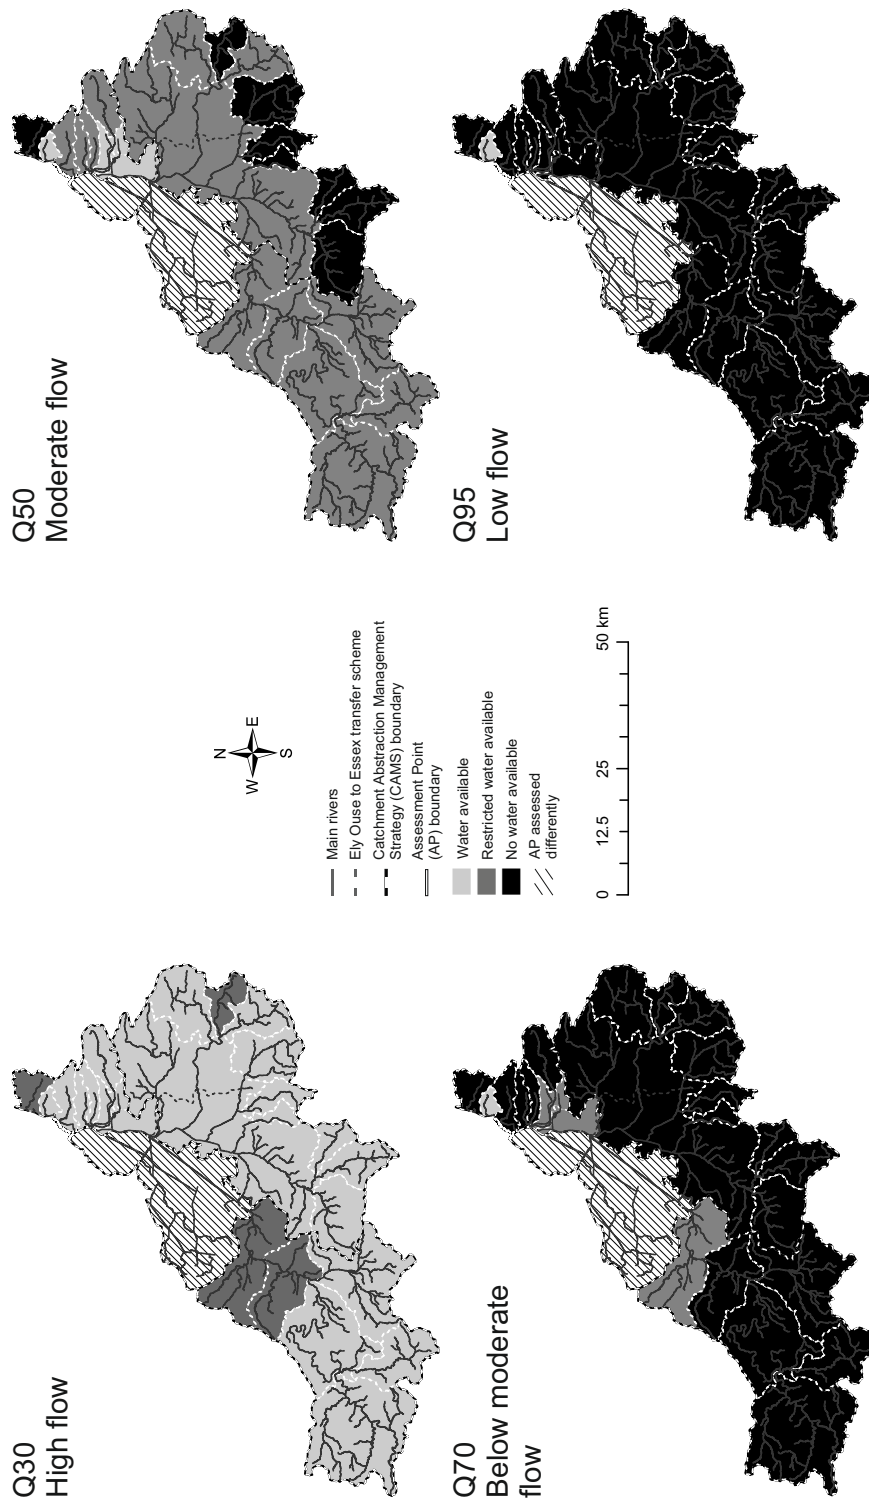 Q30
High flow
Q50
Moderate flow
Q70
Below moderate
flow
Q95
Low flow
N
W
E
S
Main rivers
Ely Ouse to Essex transfer scheme
Catchment Abstraction Management
Strategy (CAMS) boundary
Assessment Point
(AP) boundary
Water available
Restricted water available
No water available
AP assessed
differently
0 12.5 25 50 km